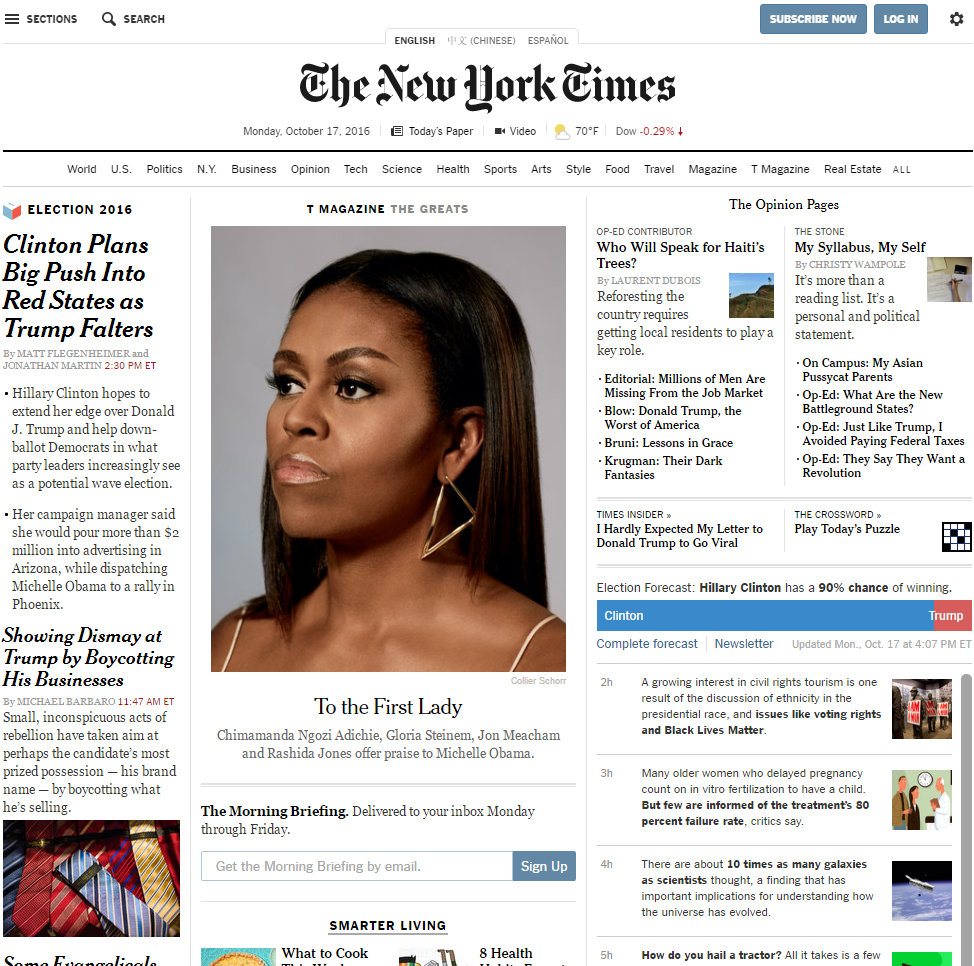 SECTIONS
SEARCH
SUBSCRIBE NOW
LOG IN
ENGLISH
中文 (CHINESE)
ESPAÑOL
The New York Times
Monday, October 17, 2016
Today's Paper
Video
70°F
Dow -0.29%
World U.S. Politics N.Y. Business Opinion Tech Science Health Sports Arts Style Food Travel Magazine T Magazine Real Estate ALL
ELECTION 2016
Clinton Plans
Big Push Into
Red States as
Trump Falters
By MATT FLEGENHEIMER and
JONATHAN MARTIN 2:30 PM ET
• Hillary Clinton hopes to
extend her edge over Donald
J. Trump and help down-
ballot Democrats in what
party leaders increasingly see
as a potential wave election.
• Her campaign manager said
she would pour more than $2
million into advertising in
Arizona, while dispatching
Michelle Obama to a rally in
Phoenix.
Showing Dismay at
Trump by Boycotting
His Businesses
By MICHAEL BARBARO 11:47 AM ET
Small, inconspicuous acts of
rebellion have taken aim at
perhaps the candidate's most
prized possession — his brand
name — by boycotting what
he's selling.
Some Evangelicals
T MAGAZINE THE GREATS
Collier Schorr
To the First Lady
Chimamanda Ngozi Adichie, Gloria Steinem, Jon Meacham
and Rashida Jones offer praise to Michelle Obama.
The Morning Briefing. Delivered to your inbox Monday
through Friday.
Get the Morning Briefing by email.
Sign Up
SMARTER LIVING
What to Cook
This
8 Health
The Opinion Pages
OP-ED CONTRIBUTOR
Who Will Speak for Haiti's
Trees?
By LAURENT DUBOIS
Reforesting the
country requires
getting local residents to play a
key role.
• Editorial: Millions of Men Are
Missing From the Job Market
• Blow: Donald Trump, the
Worst of America
• Bruni: Lessons in Grace
• Krugman: Their Dark
Fantasies
THE STONE
My Syllabus, My Self
By CHRISTY WAMPOLE
It's more than a
reading list. It's a
personal and political
statement.
• On Campus: My Asian
Pussycat Parents
• Op-Ed: What Are the New
Battleground States?
• Op-Ed: Just Like Trump, I
Avoided Paying Federal Taxes
• Op-Ed: They Say They Want a
Revolution
TIMES INSIDER »
I Hardly Expected My Letter to
Donald Trump to Go Viral
THE CROSSWORD »
Play Today's Puzzle
Election Forecast: Hillary Clinton has a 90% chance of winning.
Clinton
Trump
Complete forecast
Newsletter
Updated Mon., Oct. 17 at 4:07 PM ET
2h
A growing interest in civil rights tourism is one
result of the discussion of ethnicity in the
presidential race, and issues like voting rights
and Black Lives Matter.
3h
Many older women who delayed pregnancy
count on in vitro fertilization to have a child.
But few are informed of the treatment's 80
percent failure rate, critics say.
4h
There are about 10 times as many galaxies
as scientists thought, a finding that has
important implications for understanding how
the universe has evolved.
5h
How do you hail a tractor? All it takes is a few